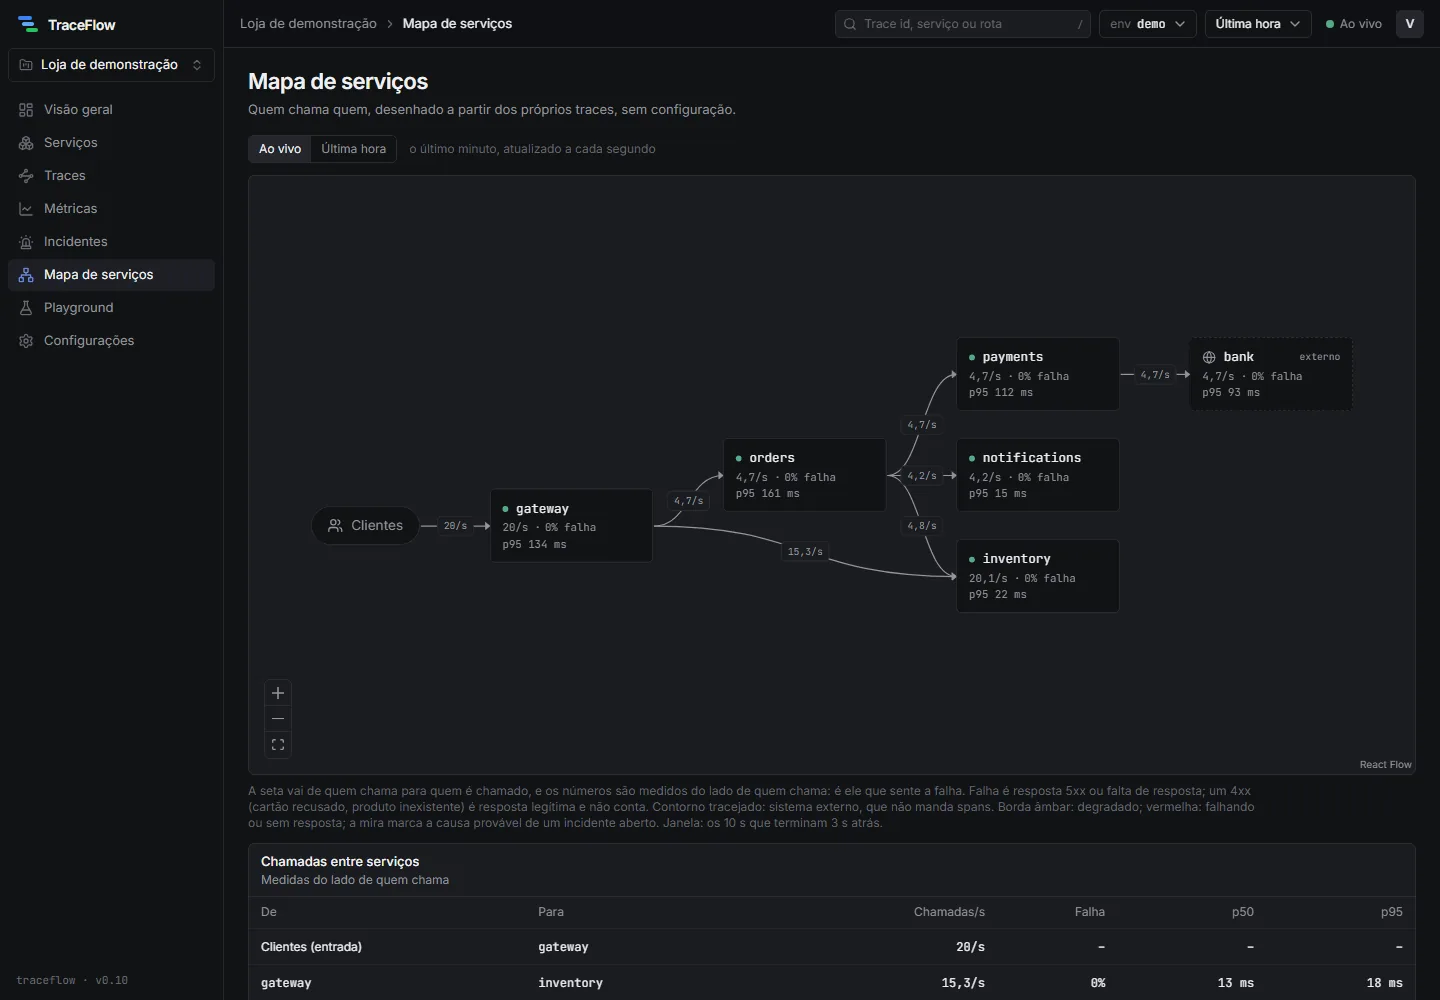 TraceFlow
Loja de demonstração
Visão geral
Serviços
Traces
Métricas
Incidentes
Mapa de serviços
Playground
Configurações
traceflow · v0.10
Loja de demonstração > Mapa de serviços
Trace id, serviço ou rota /
env demo
Última hora
Ao vivo
V
Mapa de serviços
Quem chama quem, desenhado a partir dos próprios traces, sem configuração.
Ao vivo
Última hora
o último minuto, atualizado a cada segundo
Clientes
20/s
gateway
20/s · 0% falha
p95 134 ms
4,7/s
15,3/s
orders
4,7/s · 0% falha
p95 161 ms
4,7/s
4,2/s
4,8/s
payments
4,7/s · 0% falha
p95 112 ms
4,7/s
bank externo
4,7/s · 0% falha
p95 93 ms
notifications
4,2/s · 0% falha
p95 15 ms
inventory
20,1/s · 0% falha
p95 22 ms
React Flow
A seta vai de quem chama para quem é chamado, e os números são medidos do lado de quem chama: é ele que sente a falha. Falha é resposta 5xx ou falta de resposta; um 4xx
(cartão recusado, produto inexistente) é resposta legítima e não conta. Contorno tracejado: sistema externo, que não manda spans. Borda âmbar: degradado; vermelha: falhando
ou sem resposta; a mira marca a causa provável de um incidente aberto. Janela: os 10 s que terminam 3 s atrás.
Chamadas entre serviços
Medidas do lado de quem chama
De Para Chamadas/s Falha p50 p95
Clientes (entrada) gateway 20/s – – –
gateway inventory 15,3/s 0% 13 ms 18 ms